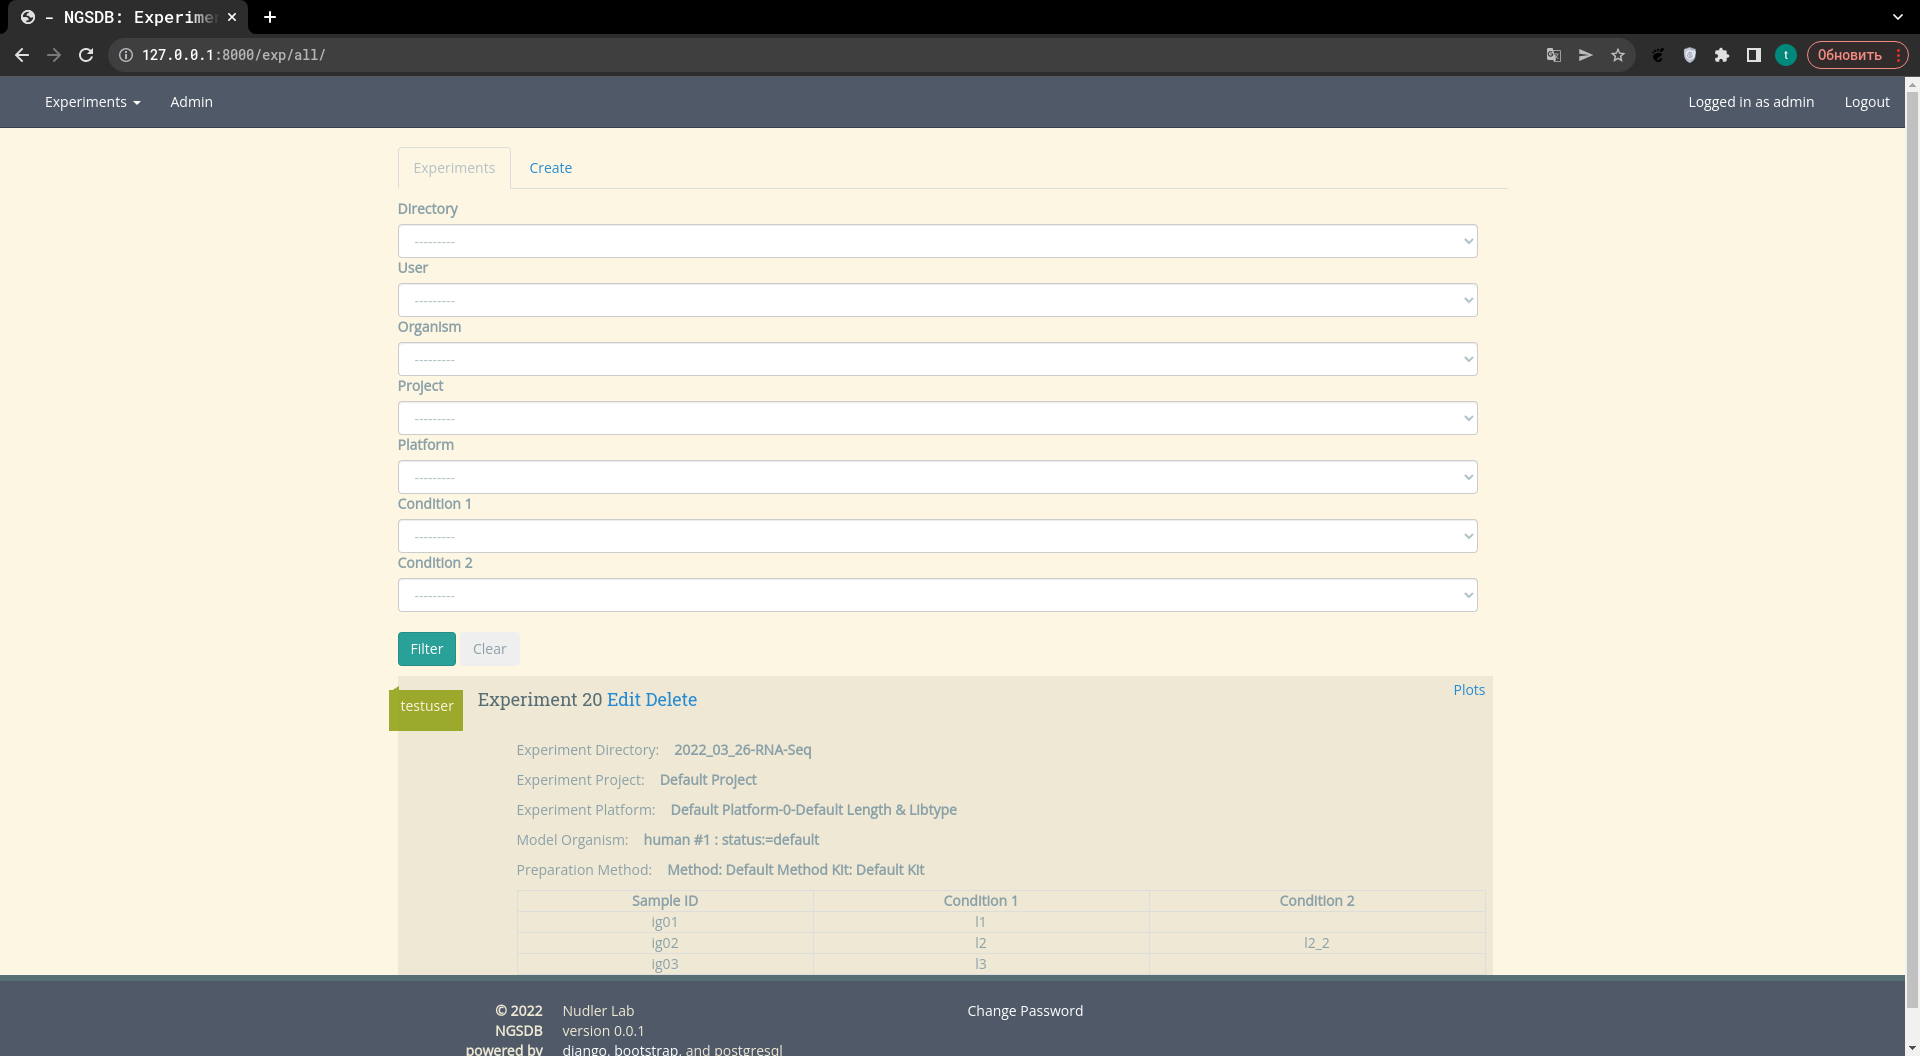 - NGSDB: Experime
127.0.0.1:8000/exp/all/
t
Обновить
Experiments
Admin
Logged in as admin
Logout
Experiments
Create
Directory
---------
User
---------
Organism
---------
Project
---------
Platform
---------
Condition 1
---------
Condition 2
---------
Filter
Clear
testuser
Experiment 20 Edit Delete
Plots
Experiment Directory: 2022_03_26-RNA-Seq
Experiment Project: Default Project
Experiment Platform: Default Platform-0-Default Length & Libtype
Model Organism: human #1 : status:=default
Preparation Method: Method: Default Method Kit: Default Kit
Sample ID Condition 1 Condition 2
ig01 l1
ig02 l2 l2_2
ig03 l3
© 2022 Nudler Lab
Change Password
NGSDB version 0.0.1
powered by django, bootstrap, and postgresql